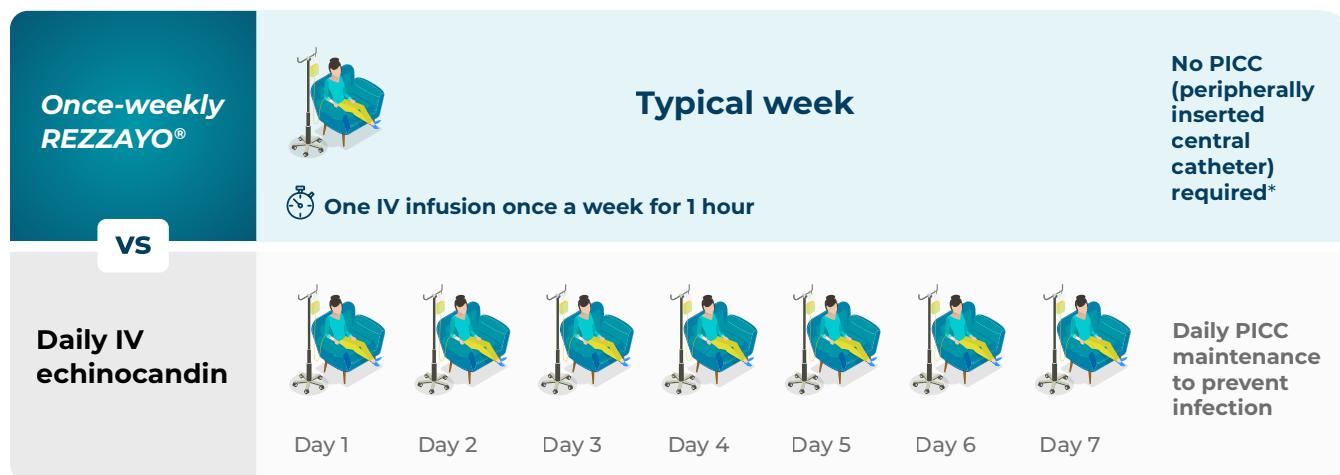 Once-weekly
REZZAYO®
Typical week
One IV infusion once a week for 1 hour
No PICC
(peripherally
inserted
central
catheter)
required*
VS
Daily IV
echinocandin
Day 1 Day 2 Day 3 Day 4 Day 5 Day 6 Day 7
Daily PICC
maintenance
to prevent
infection